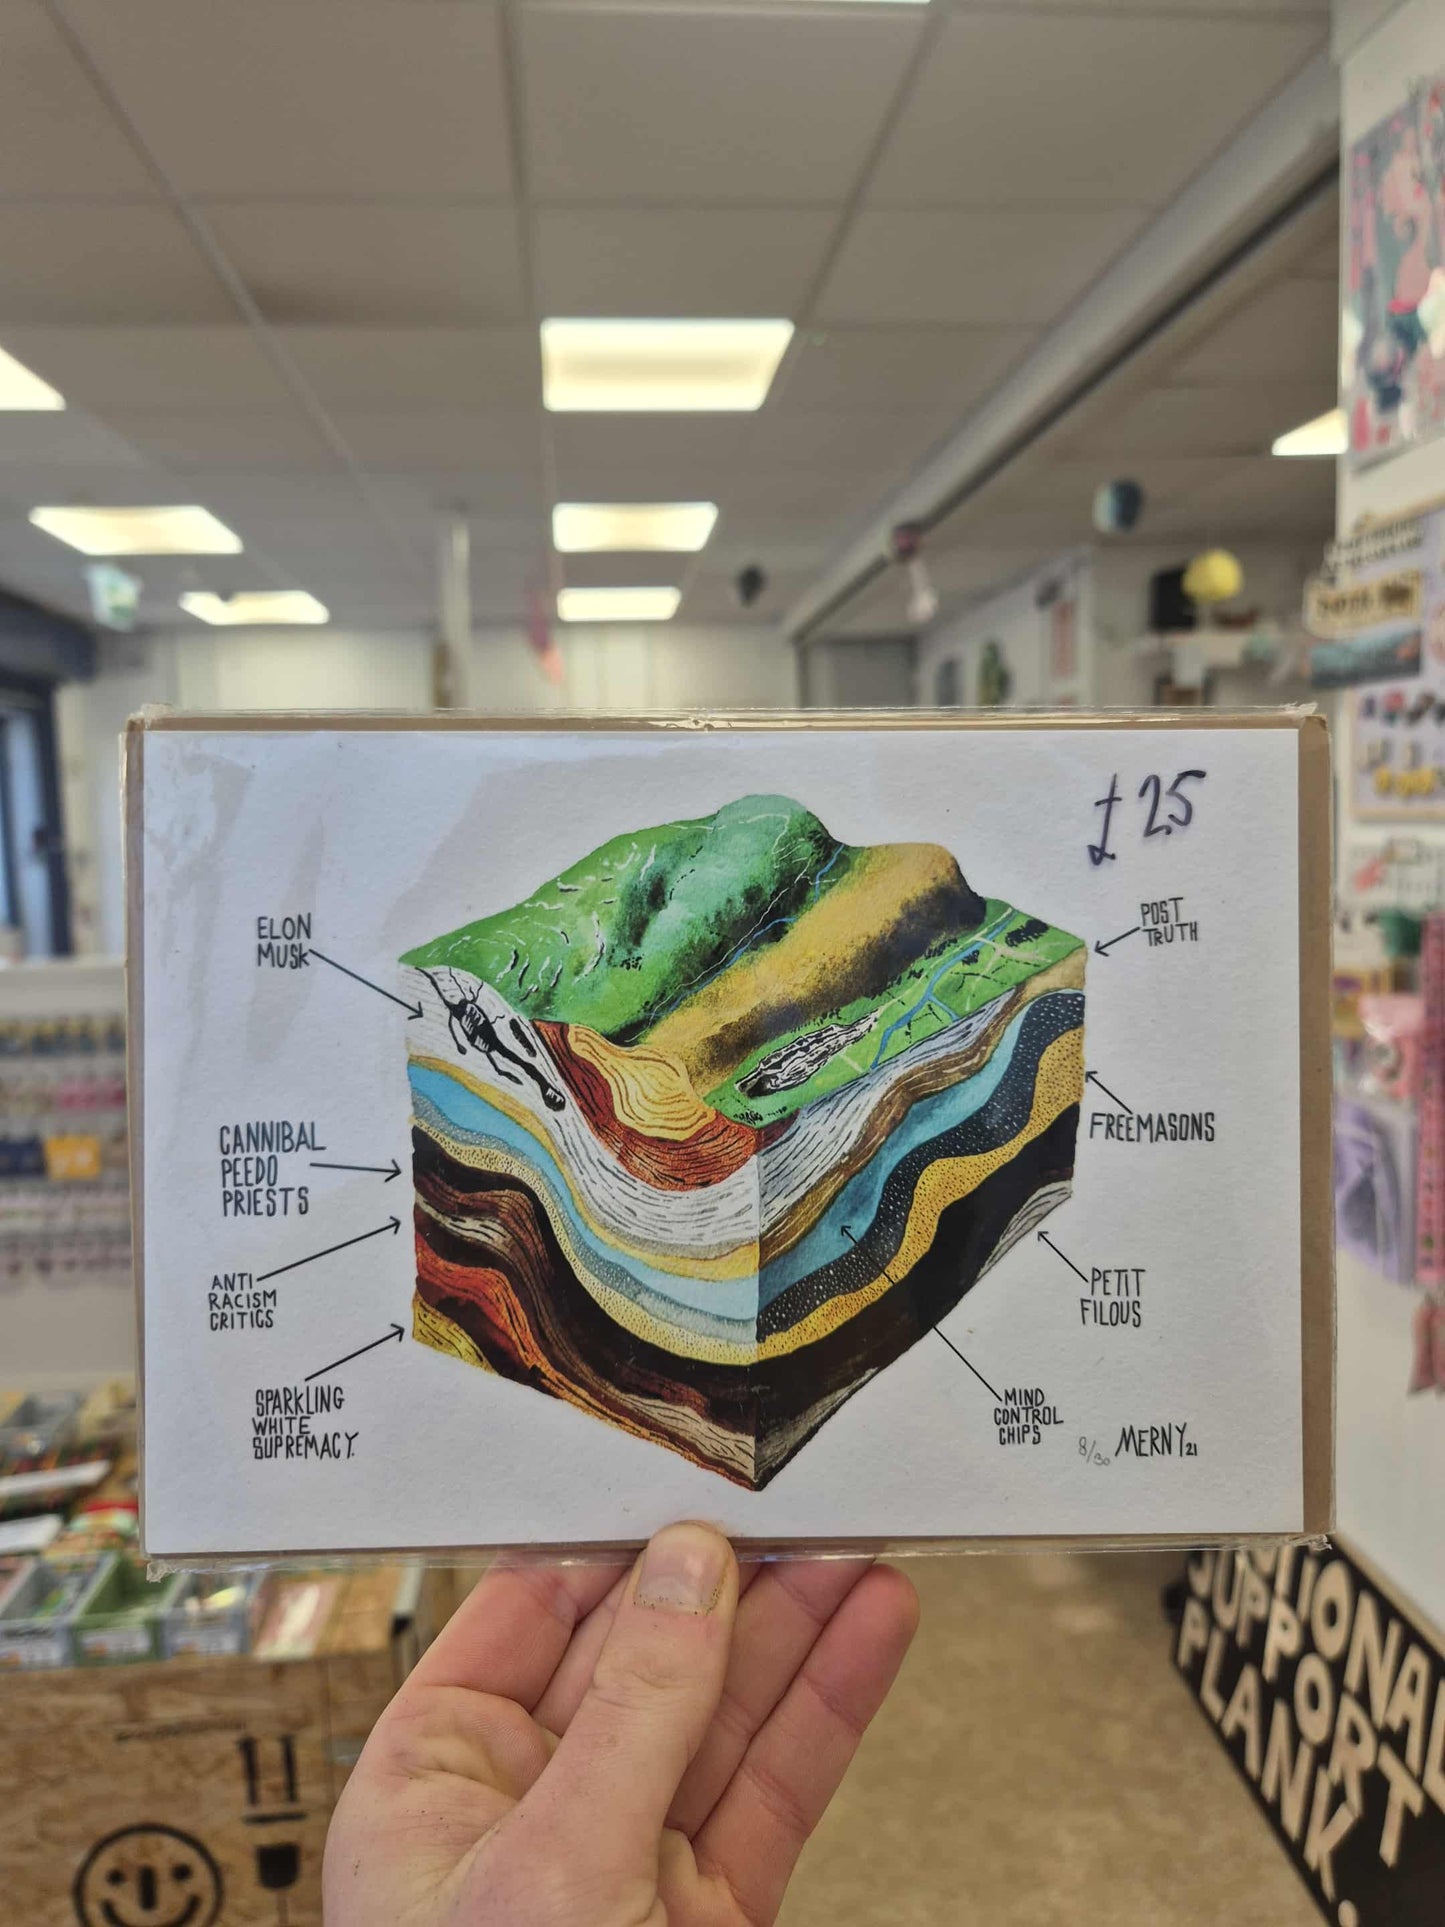 £25
ELON
MUSK
POST
TRUTH
CANNIBAL
PEEDO
PRIESTS
FREEMASONS
ANTI
RACISM
CRITICS
PETIT
FILOUS
SPARKLING
WHITE
SUPREMACY.
MIND
CONTROL
CHIPS
8/30 MERNY21
SUPPORT
PLANK.